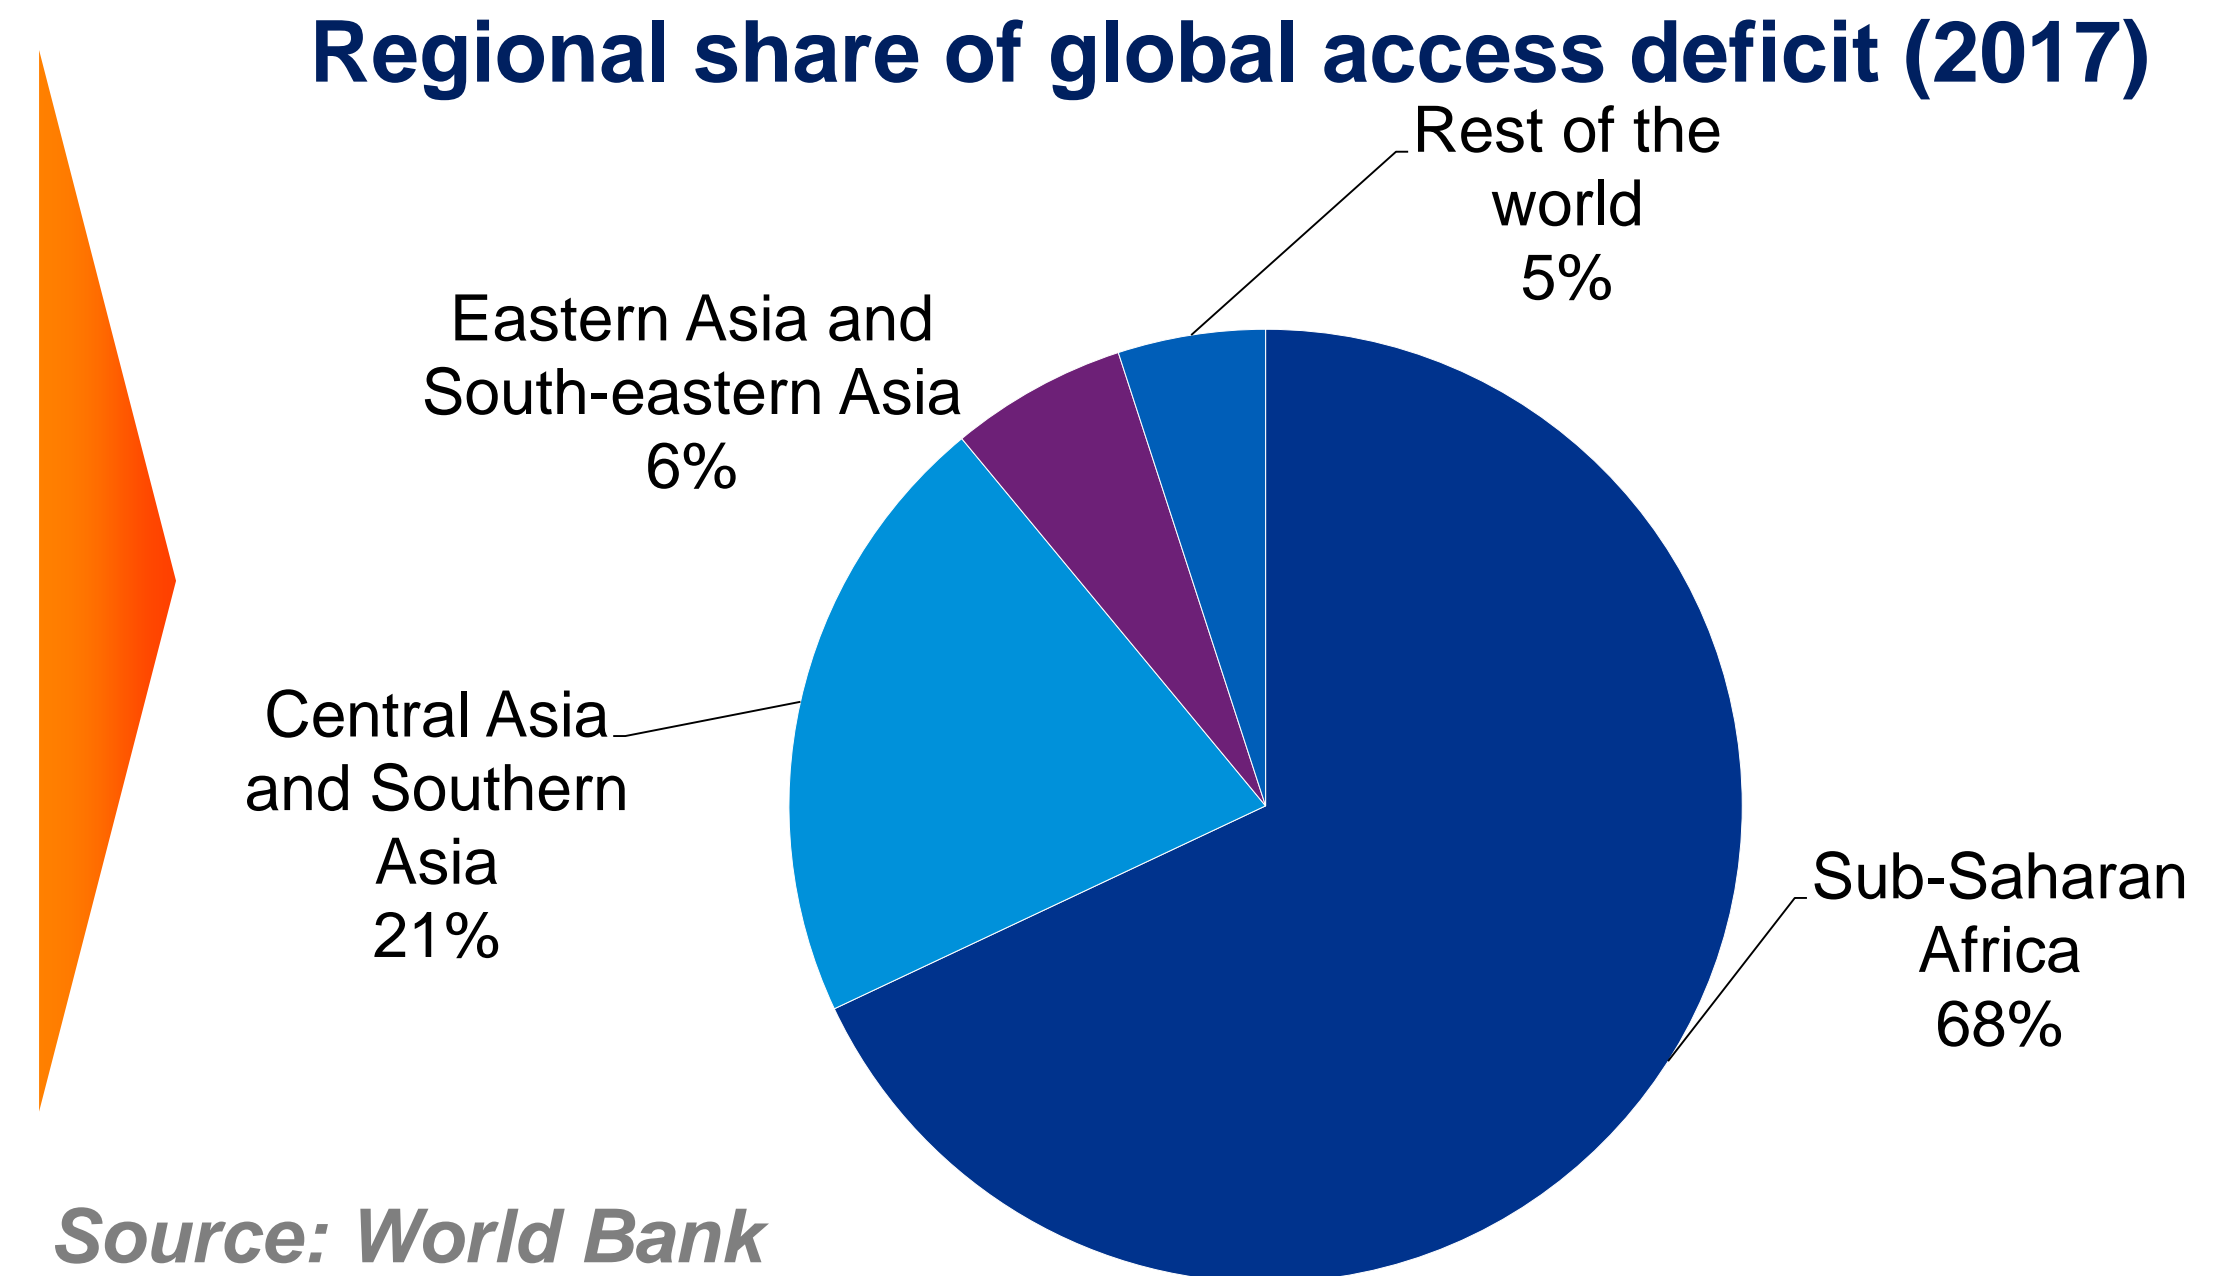 Regional share of global access deficit (2017)
Rest of the
world
5%
Eastern Asia and
South-eastern Asia
6%
Central Asia
and Southern
Asia
21%
Sub-Saharan
Africa
68%
Source: World Bank